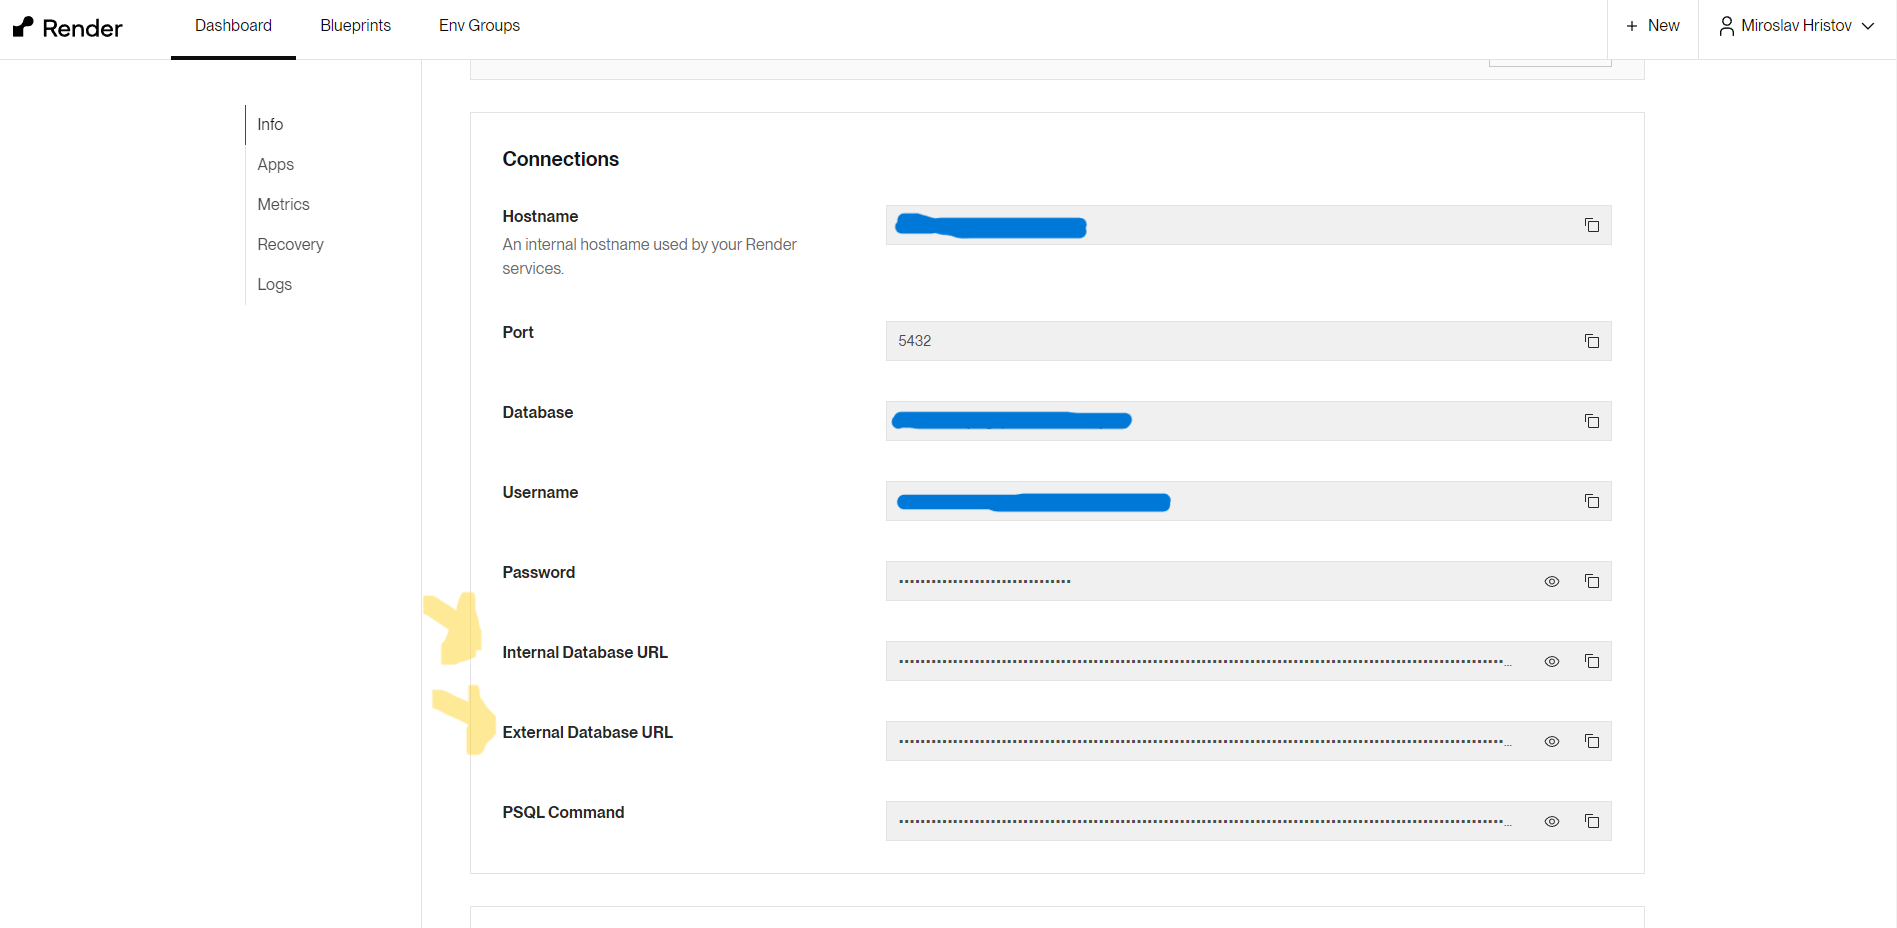 Render
Dashboard
Blueprints
Env Groups
+ New
Miroslav Hristov
Info
Apps
Metrics
Recovery
Logs
Connections
Hostname
An internal hostname used by your Render
services.
Port
5432
Database
Username
Password
Internal Database URL
External Database URL
PSQL Command